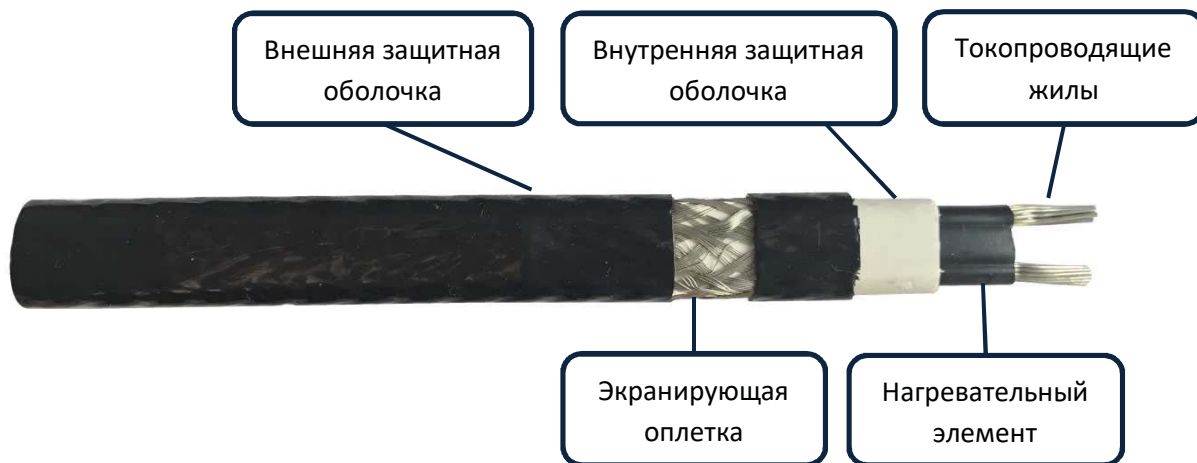 Внешняя защитная
оболочка
Внутренняя защитная
оболочка
Токопроводящие
жилы
Экранирующая
оплетка
Нагревательный
элемент